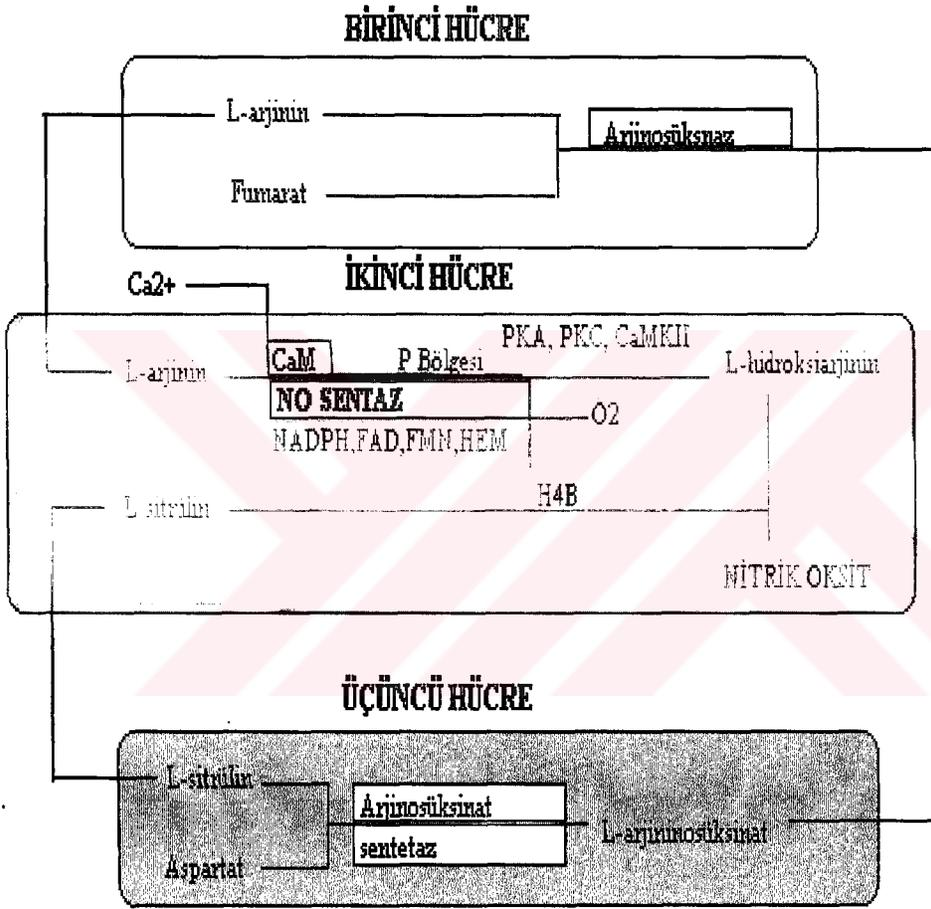 BİRİNCİ HÜCRE
L-arjinin
Arjinosüksnaz
Fumarat
İKİNCİ HÜCRE
Ca2+
PKA, PKC, CaMKII
CaM
P Bölgesi
L-arjinin
L-hidroksiarjinin
NO SENTAZ
O2
NADPH,FAD,FMN,HEM
H4B
L-sitrülin
NİTRİK OKSİT
ÜÇÜNCÜ HÜCRE
L-sitrülin
Arjinosüksinat
sentetaz
L-arjininosüksinat
Aspartat